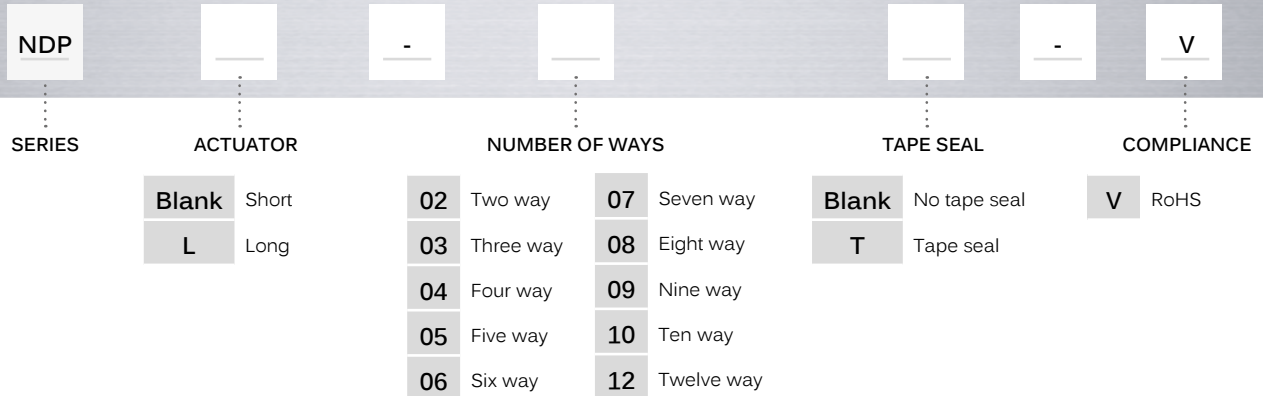 NDP - - V
SERIES ACTUATOR NUMBER OF WAYS TAPE SEAL COMPLIANCE
Blank Short 02 Two way 07 Seven way Blank No tape seal V RoHS
L Long 03 Three way 08 Eight way T Tape seal
04 Four way 09 Nine way
05 Five way 10 Ten way
06 Six way 12 Twelve way